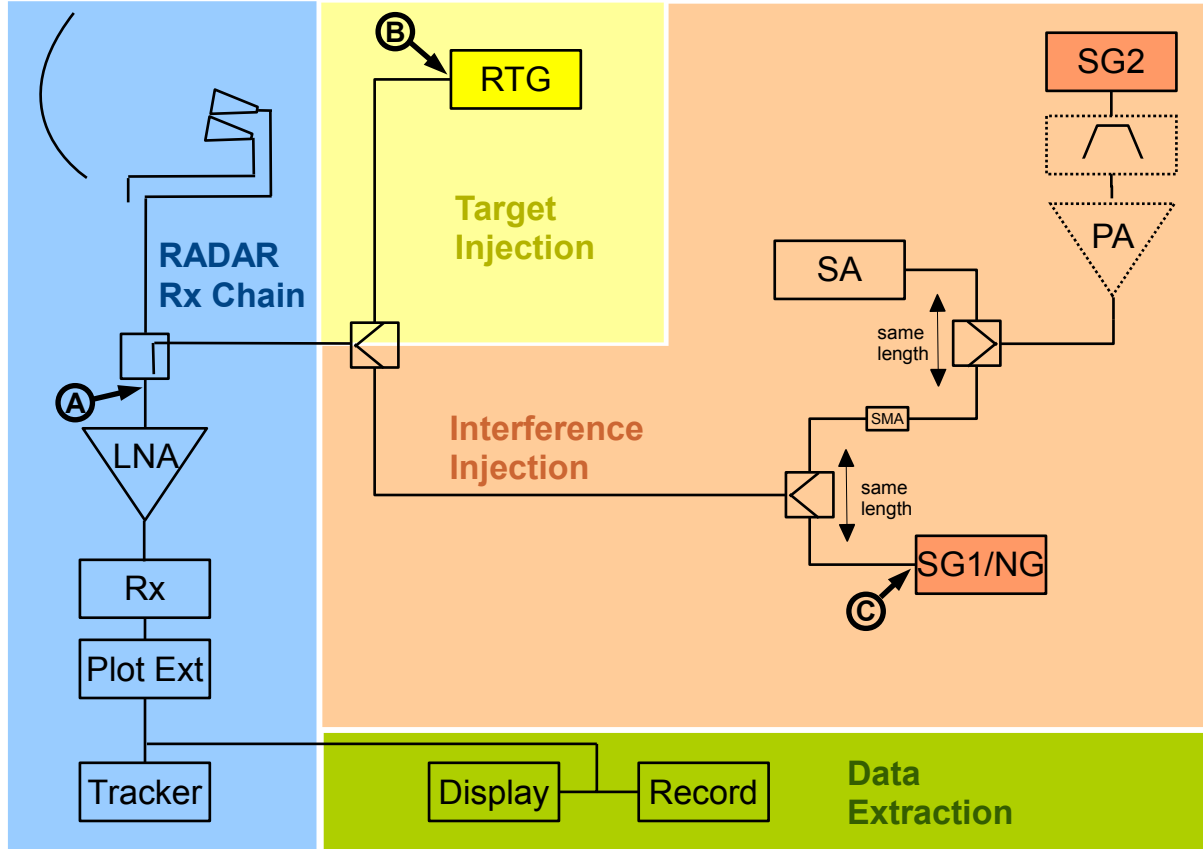 B
RTG
SG2
Target
Injection
PA
RADAR
Rx Chain
SA
same
length
A
SMA
Interference
Injection
LNA
same
length
SG1/NG
Rx
C
Plot Ext
Tracker
Display
Record
Data
Extraction